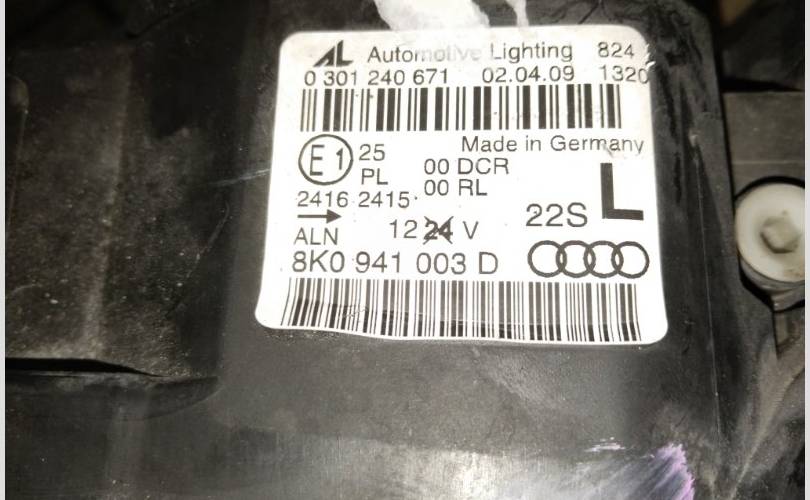 AL Automotive Lighting 824
0 301 240 671 02.04.09 1320
Made in Germany
E1 25 00 DCR
PL 00 RL
2416 2415 L
22S
ALN 12 24 V
8K0 941 003 D